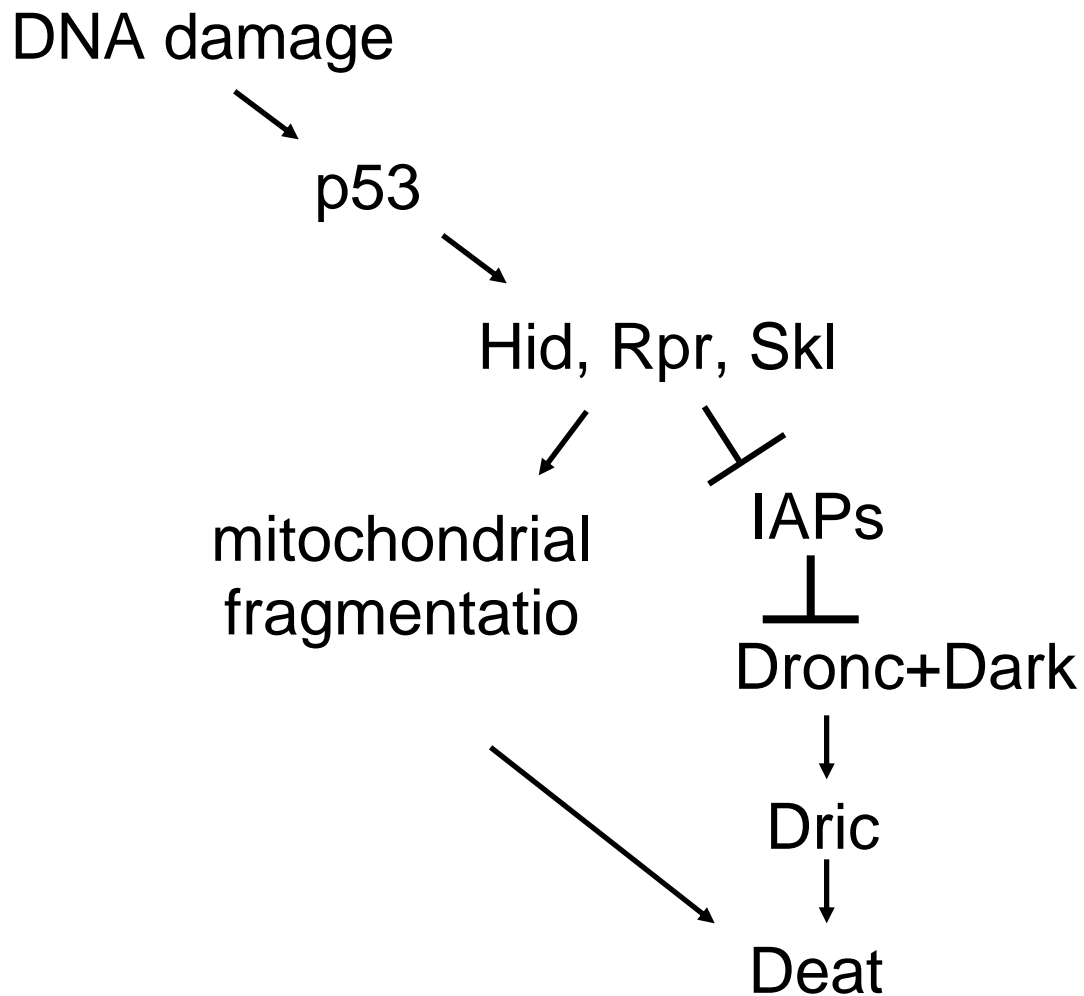 DNA damage
p53
Hid, Rpr, Skl
mitochondrial
fragmentatio
IAPs
Dronc+Dark
Dric
Deat